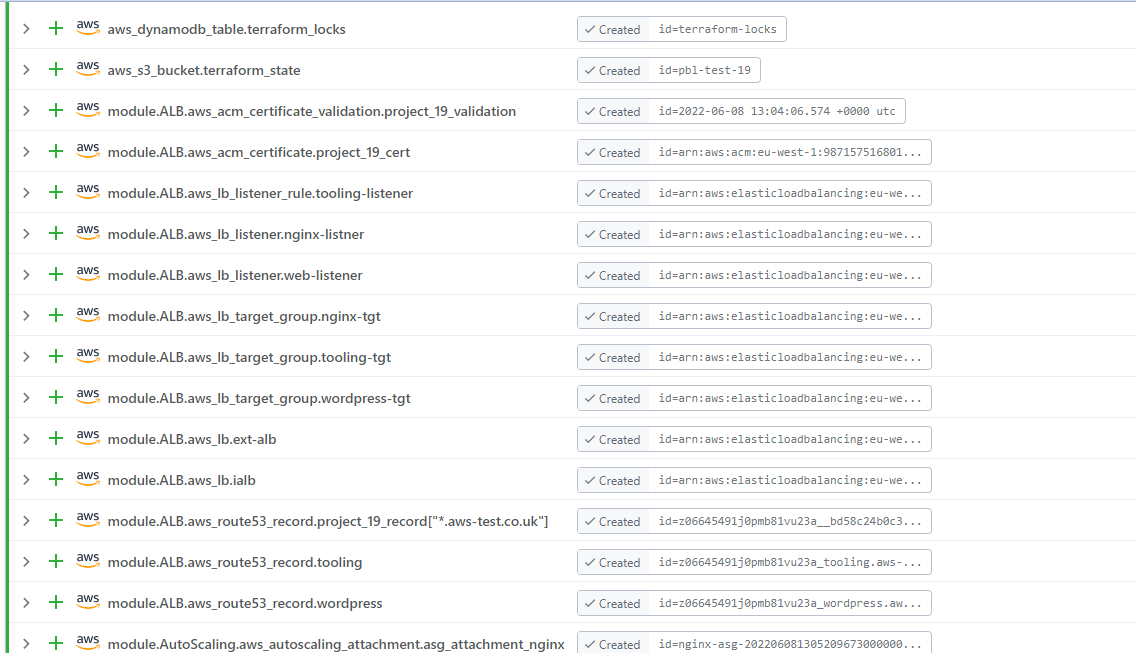 aws aws_dynamodb_table.terraform_locks Created id=terraform-locks
aws aws_s3_bucket.terraform_state Created id=pbl-test-19
aws module.ALB.aws_acm_certificate_validation.project_19_validation Created id=2022-06-08 13:04:06.574 +0000 utc
aws module.ALB.aws_acm_certificate.project_19_cert Created id=arn:aws:acm:eu-west-1:987157516801...
aws module.ALB.aws_lb_listener_rule.tooling-listener Created id=arn:aws:elasticloadbalancing:eu-we...
aws module.ALB.aws_lb_listener.nginx-listner Created id=arn:aws:elasticloadbalancing:eu-we...
aws module.ALB.aws_lb_listener.web-listener Created id=arn:aws:elasticloadbalancing:eu-we...
aws module.ALB.aws_lb_target_group.nginx-tgt Created id=arn:aws:elasticloadbalancing:eu-we...
aws module.ALB.aws_lb_target_group.tooling-tgt Created id=arn:aws:elasticloadbalancing:eu-we...
aws module.ALB.aws_lb_target_group.wordpress-tgt Created id=arn:aws:elasticloadbalancing:eu-we...
aws module.ALB.aws_lb.ext-alb Created id=arn:aws:elasticloadbalancing:eu-we...
aws module.ALB.aws_lb.ialb Created id=arn:aws:elasticloadbalancing:eu-we...
aws module.ALB.aws_route53_record.project_19_record["*.aws-test.co.uk"] Created id=z06645491j0pmb81vu23a__bd58c24b0c3...
aws module.ALB.aws_route53_record.tooling Created id=z06645491j0pmb81vu23a_tooling.aws-...
aws module.ALB.aws_route53_record.wordpress Created id=z06645491j0pmb81vu23a_wordpress.aw...
aws module.AutoScaling.aws_autoscaling_attachment.asg_attachment_nginx Created id=nginx-asg-202206081305209673000000...